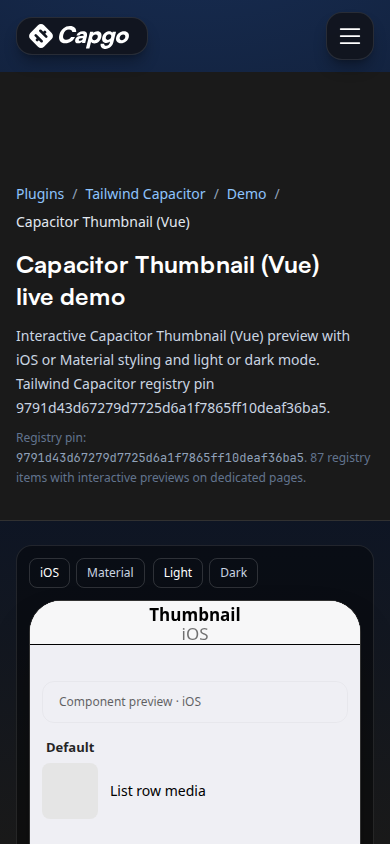 Capgo
Plugins / Tailwind Capacitor / Demo /
Capacitor Thumbnail (Vue)
Capacitor Thumbnail (Vue)
live demo
Interactive Capacitor Thumbnail (Vue) preview with
iOS or Material styling and light or dark mode.
Tailwind Capacitor registry pin
9791d43d67279d7725d6a1f7865ff10deaf36ba5.
Registry pin:
9791d43d67279d7725d6a1f7865ff10deaf36ba5. 87 registry
items with interactive previews on dedicated pages.
iOS Material Light Dark
Thumbnail
iOS
Component preview · iOS
Default
List row media